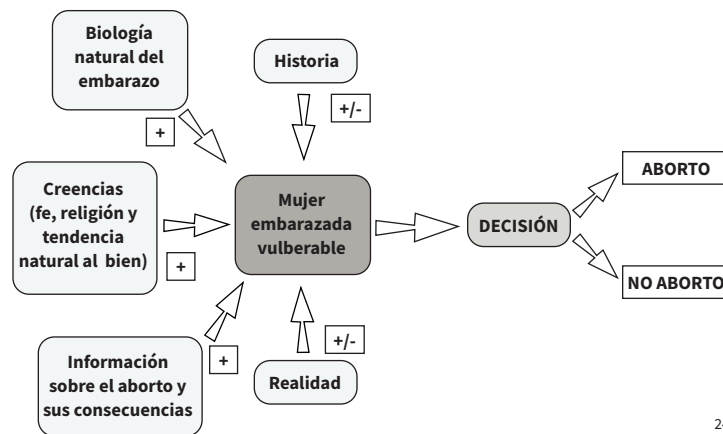 Biología
natural del
embarazo
+
Historia
+/-
Creencias
(fe, religión y
tendencia
natural al bien)
+
Mujer
embarazada
vulberable
DECISIÓN
ABORTO
NO ABORTO
Información
sobre el aborto y
sus consecuencias
+
+/-
Realidad
2